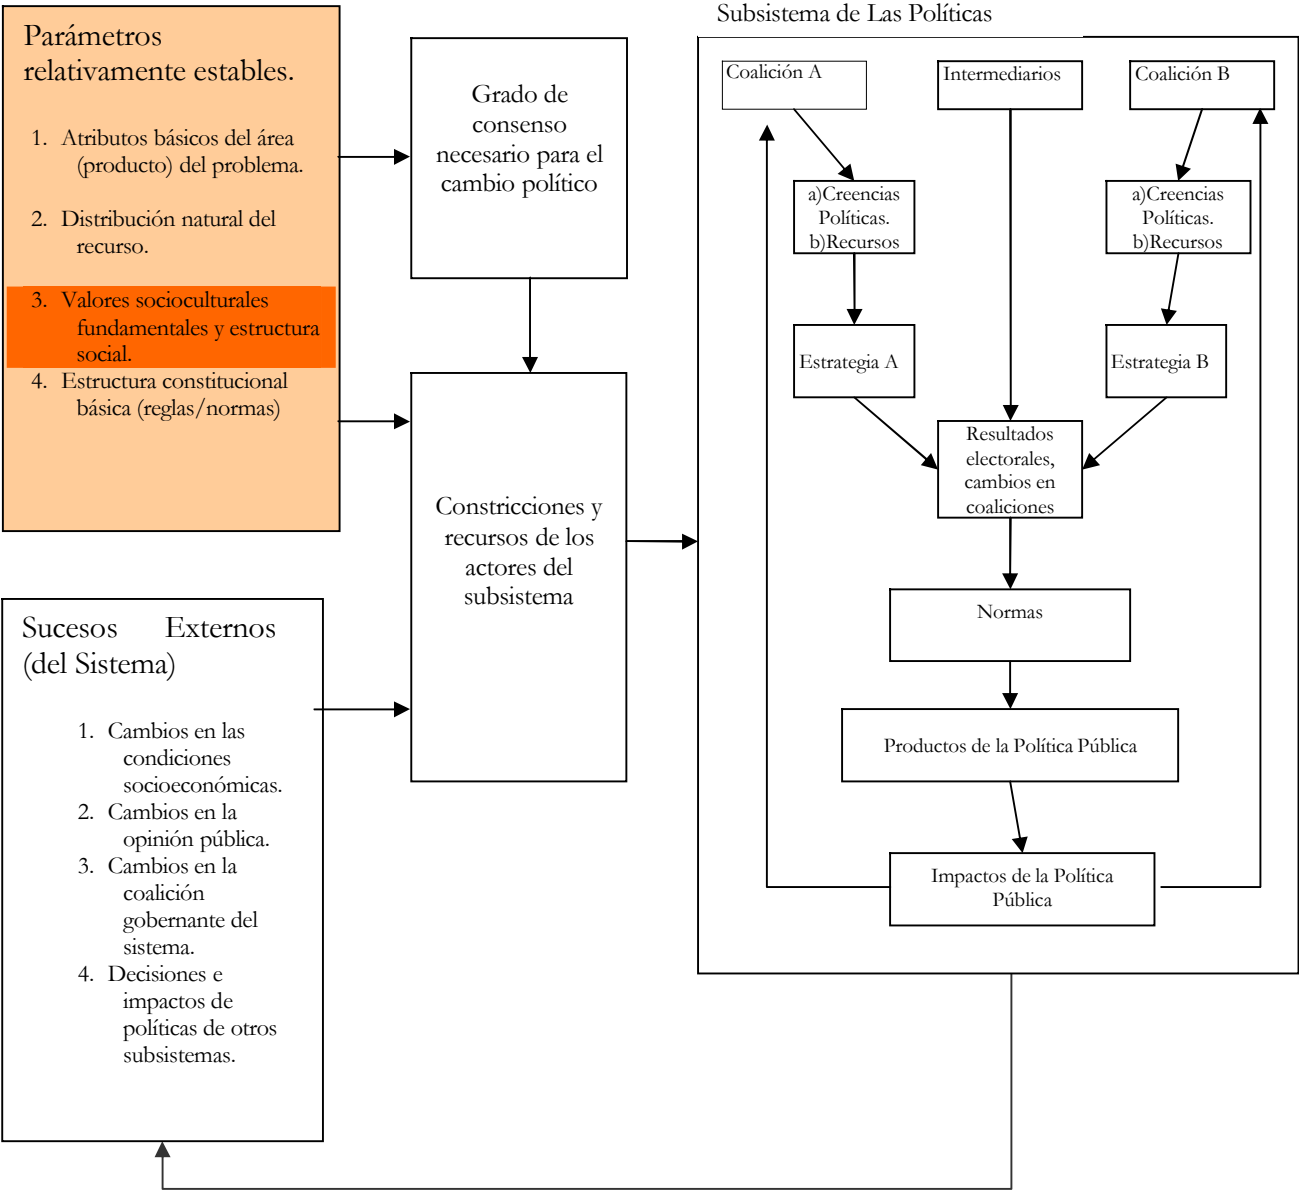 Parámetros
relativamente estables.
1. Atributos básicos del área
(producto) del problema.
2. Distribución natural del
recurso.
3. Valores socioculturales
fundamentales y estructura
social.
4. Estructura constitucional
básica (reglas/normas)
Grado de
consenso
necesario para el
cambio político
Constricciones y
recursos de los
actores del
subsistema
Sucesos Externos
(del Sistema)
1. Cambios en las
condiciones
socioeconómicas.
2. Cambios en la
opinión pública.
3. Cambios en la
coalición
gobernante del
sistema.
4. Decisiones e
impactos de
políticas de otros
subsistemas.
Subsistema de Las Políticas
Coalición A
Intermediarios
Coalición B
a)Creencias
Políticas.
b)Recursos
a)Creencias
Políticas.
b)Recursos
Estrategia A
Estrategia B
Resultados
electorales,
cambios en
coaliciones
Normas
Productos de la Política Pública
Impactos de la Política
Pública